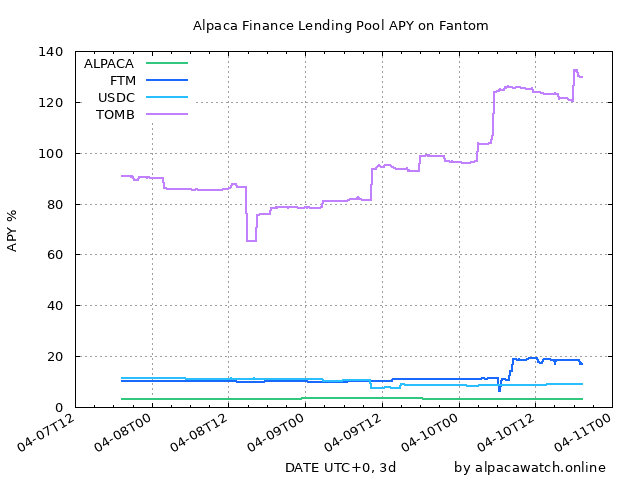 Alpaca Finance Lending Pool APY on Fantom
140
120
100
80
60
40
20
0
APY %
ALPACA
FTM
USDC
TOMB
04-07T12
04-08T00
04-08T12
04-09T00
04-09T12
04-10T00
04-10T12
04-11T00
DATE UTC+0, 3d
by alpacawatch.online